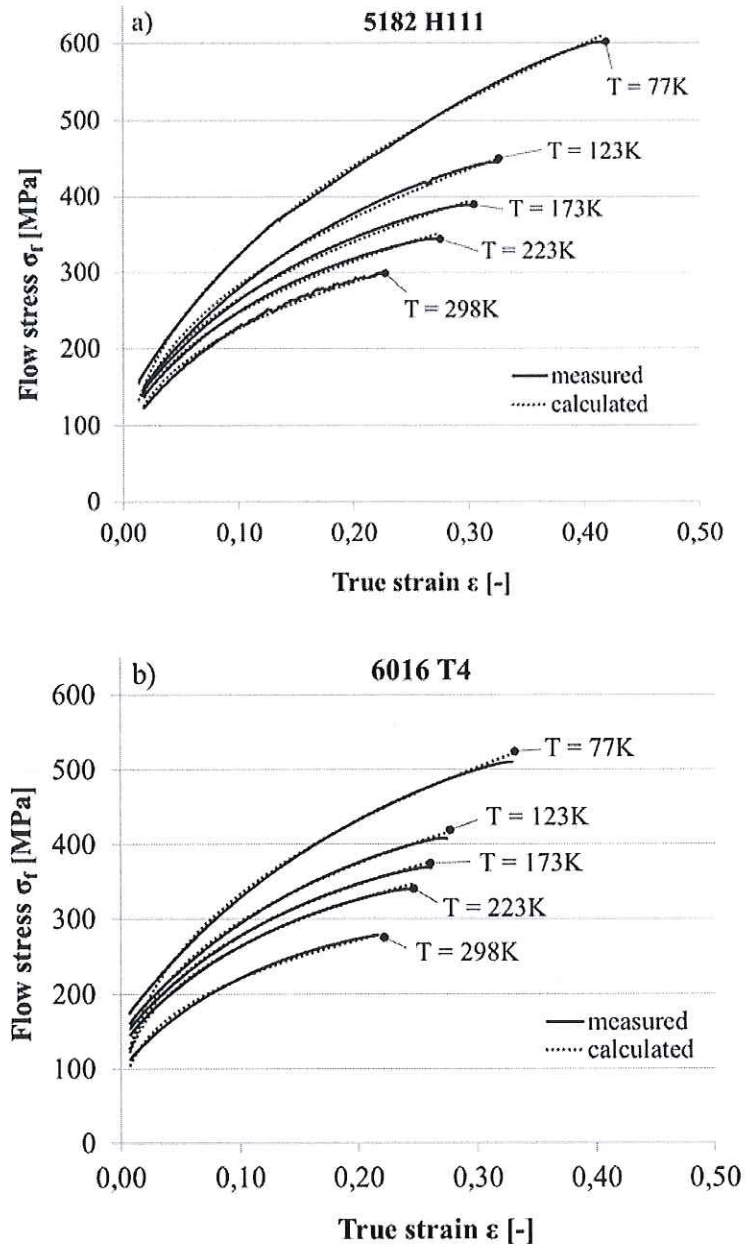 a)
5182 H111
600
500
400
300
200
100
0
Flow stress σf [MPa]
T = 77K
T = 123K
T = 173K
T = 223K
T = 298K
measured
calculated
0,00 0,10 0,20 0,30 0,40 0,50
True strain ε [-]
b)
6016 T4
600
500
400
300
200
100
0
Flow stress σf [MPa]
T = 77K
T = 123K
T = 173K
T = 223K
T = 298K
measured
calculated
0,00 0,10 0,20 0,30 0,40 0,50
True strain ε [-]